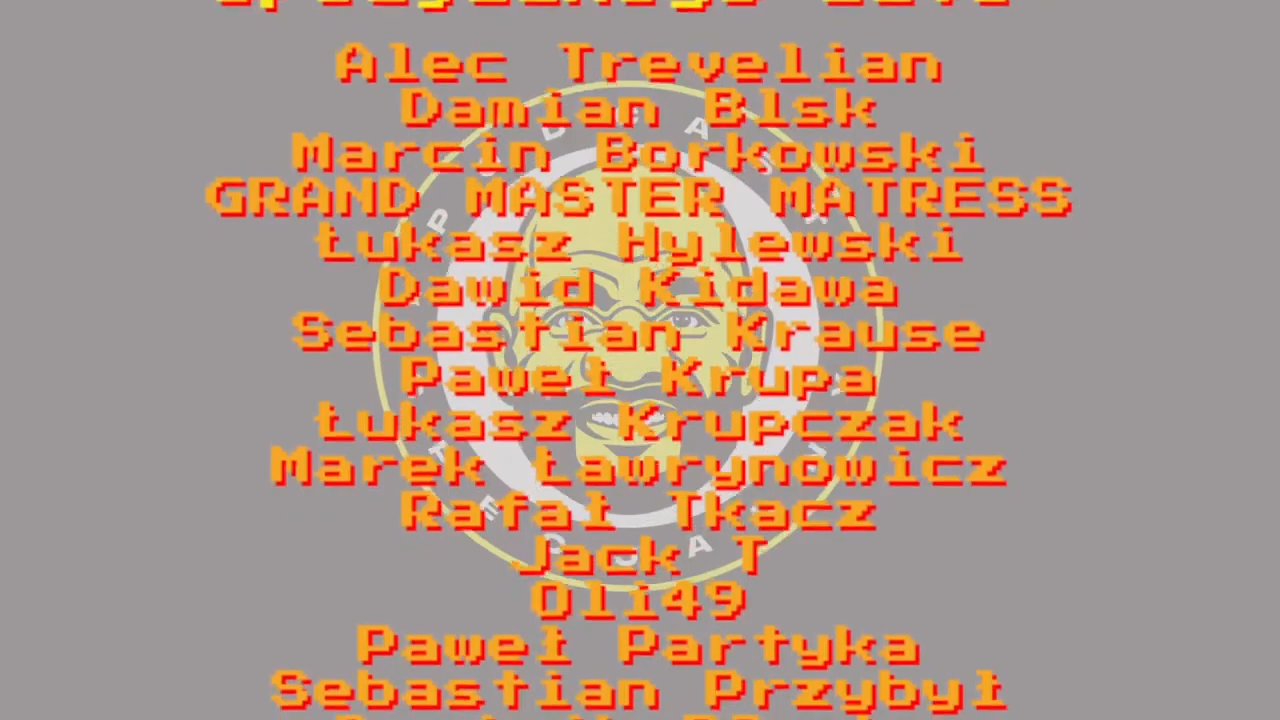 Alec Trevelian
Damian Blsk
Marcin Borkowski
GRAND MASTER MATRESS
Łukasz Hylewski
Dawid Kidawa
Sebastian Krause
Paweł Krupa
Łukasz Krupczak
Marek Ławrynowicz
Rafał Tkacz
Jack T
Oli49
Paweł Partyka
Sebastian Przybył